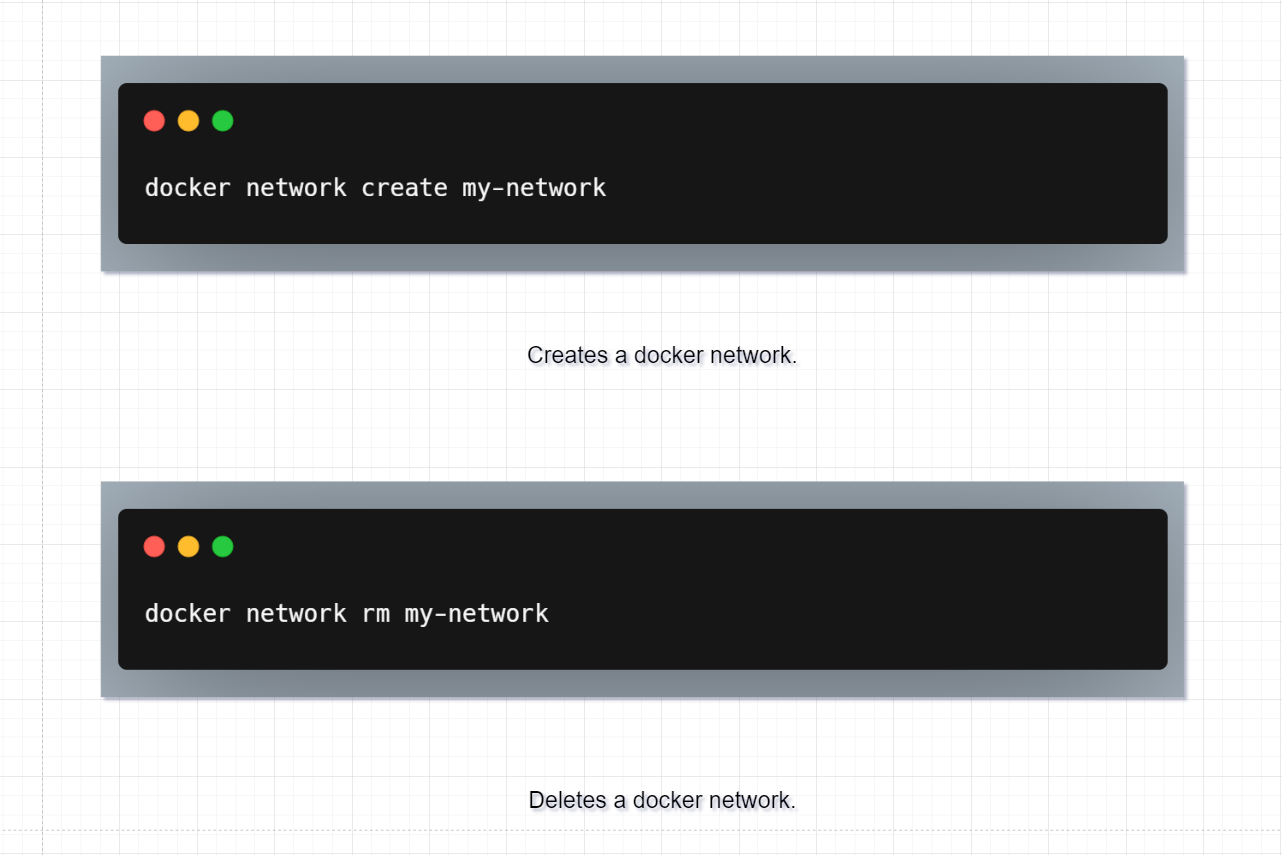 docker network create my-network
Creates a docker network.
docker network rm my-network
Deletes a docker network.